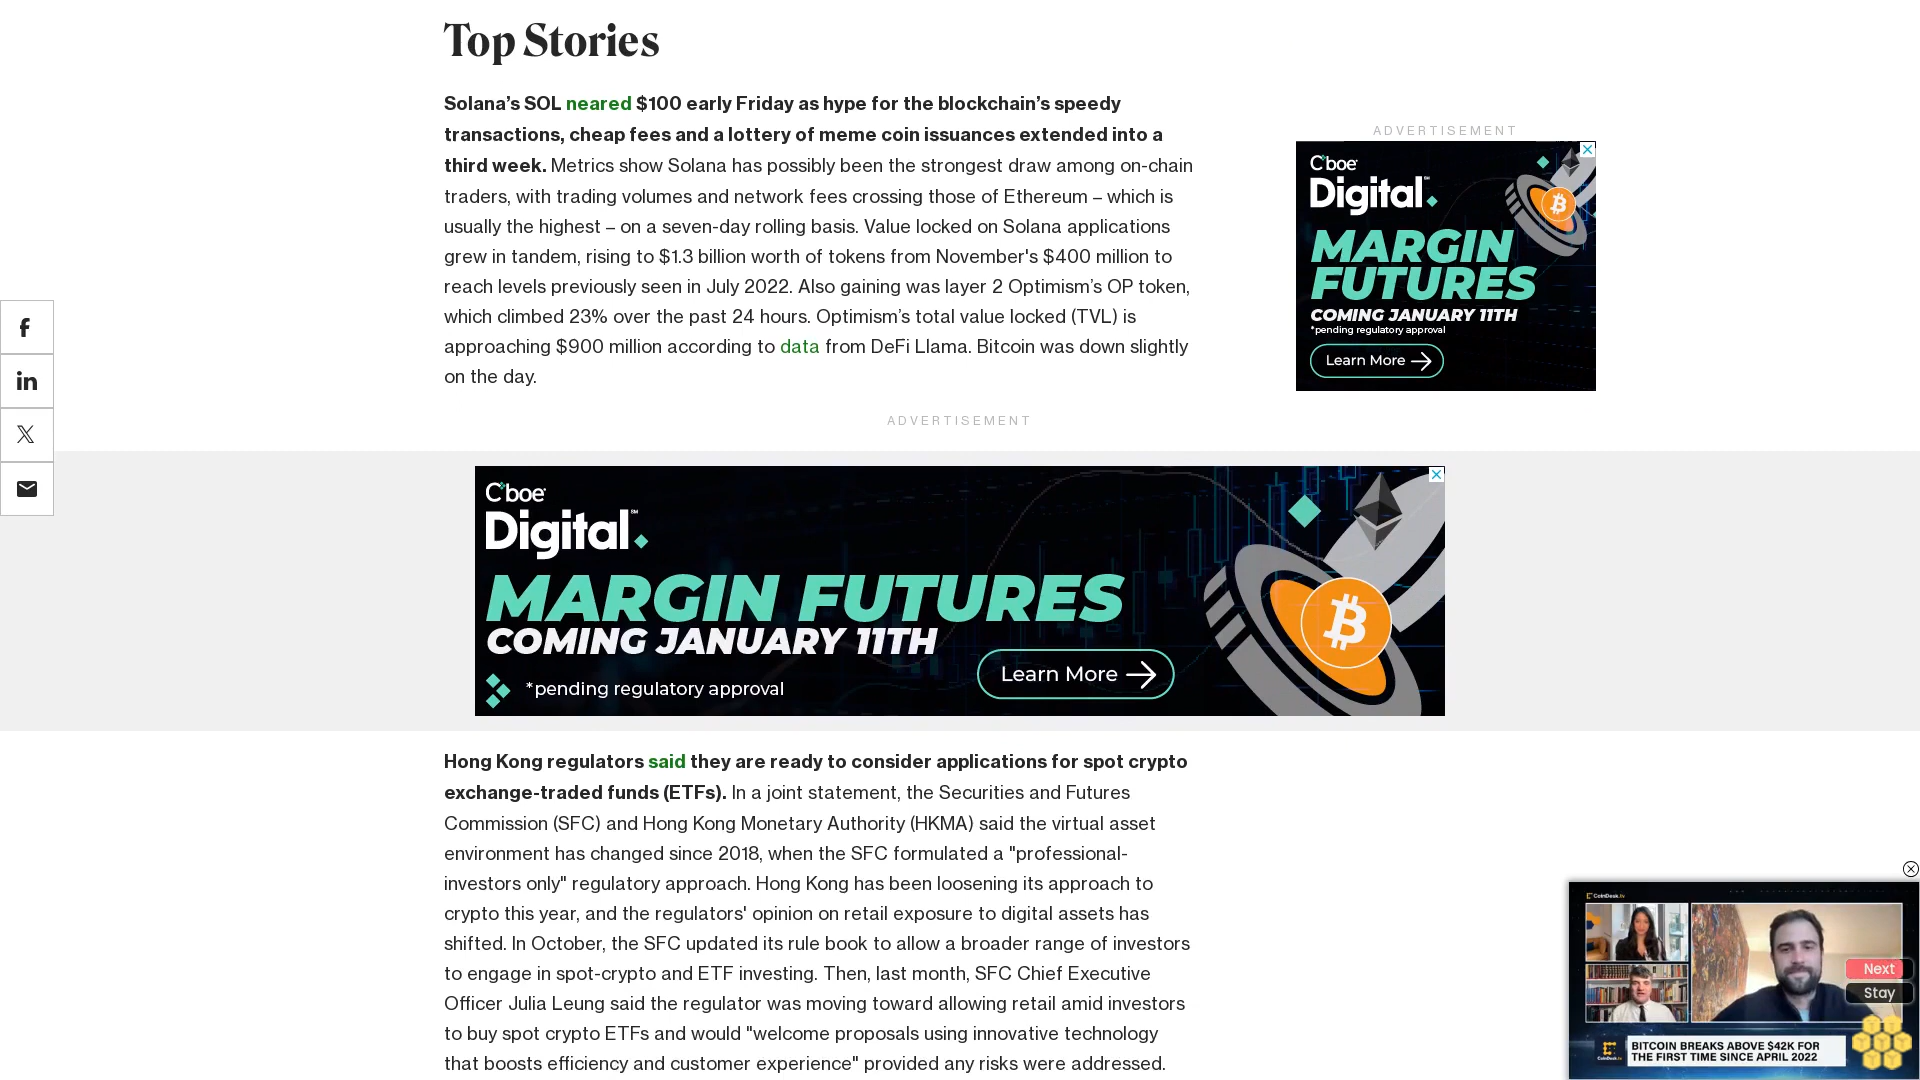 Top Stories
Solana’s SOL neared $100 early Friday as hype for the blockchain’s speedy
transactions, cheap fees and a lottery of meme coin issuances extended into a
third week. Metrics show Solana has possibly been the strongest draw among on-chain
traders, with trading volumes and network fees crossing those of Ethereum – which is
usually the highest – on a seven-day rolling basis. Value locked on Solana applications
grew in tandem, rising to $1.3 billion worth of tokens from November's $400 million to
reach levels previously seen in July 2022. Also gaining was layer 2 Optimism’s OP token,
which climbed 23% over the past 24 hours. Optimism’s total value locked (TVL) is
approaching $900 million according to data from DeFi Llama. Bitcoin was down slightly
on the day.
ADVERTISEMENT
Cboe
Digital
MARGIN
FUTURES
COMING JANUARY 11TH
*pending regulatory approval
Learn More
ADVERTISEMENT
Cboe
Digital
MARGIN FUTURES
COMING JANUARY 11TH
*pending regulatory approval
Learn More
Hong Kong regulators said they are ready to consider applications for spot crypto
exchange-traded funds (ETFs). In a joint statement, the Securities and Futures
Commission (SFC) and Hong Kong Monetary Authority (HKMA) said the virtual asset
environment has changed since 2018, when the SFC formulated a "professional-
investors only" regulatory approach. Hong Kong has been loosening its approach to
crypto this year, and the regulators' opinion on retail exposure to digital assets has
shifted. In October, the SFC updated its rule book to allow a broader range of investors
to engage in spot-crypto and ETF investing. Then, last month, SFC Chief Executive
Officer Julia Leung said the regulator was moving toward allowing retail amid investors
to buy spot crypto ETFs and would "welcome proposals using innovative technology
that boosts efficiency and customer experience" provided any risks were addressed.
CoinDesk.tv
Next
Stay
CoinDesk.tv
BITCOIN BREAKS ABOVE $42K FOR
THE FIRST TIME SINCE APRIL 2022